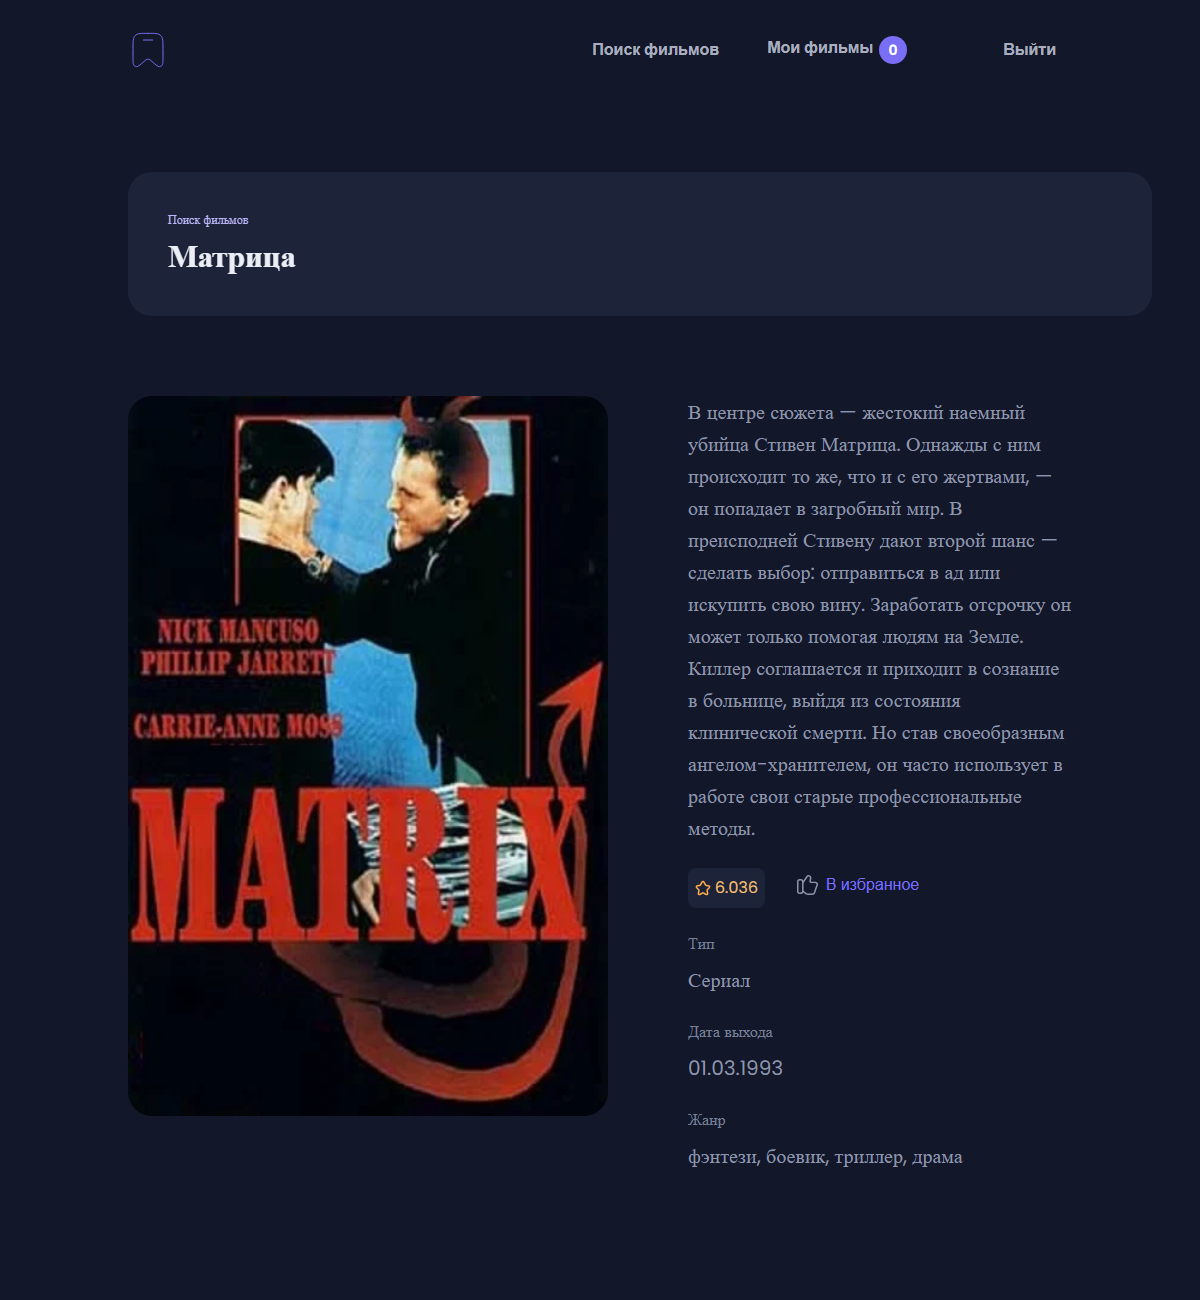 Поиск фильмов
Мои фильмы 0
Выйти
Поиск фильмов
Матрица
NICK MANCUSO
PHILLIP JARRETT
CARRIE-ANNE MOSS
MATRIX
В центре сюжета — жестокий наемный
убийца Стивен Матрица. Однажды с ним
происходит то же, что и с его жертвами, —
он попадает в загробный мир. В
преисподней Стивену дают второй шанс —
сделать выбор: отправиться в ад или
искупить свою вину. Заработать отсрочку он
может только помогая людям на Земле.
Киллер соглашается и приходит в сознание
в больнице, выйдя из состояния
клинической смерти. Но став своеобразным
ангелом-хранителем, он часто использует в
работе свои старые профессиональные
методы.
6.036
В избранное
Тип
Сериал
Дата выхода
01.03.1993
Жанр
фэнтези, боевик, триллер, драма